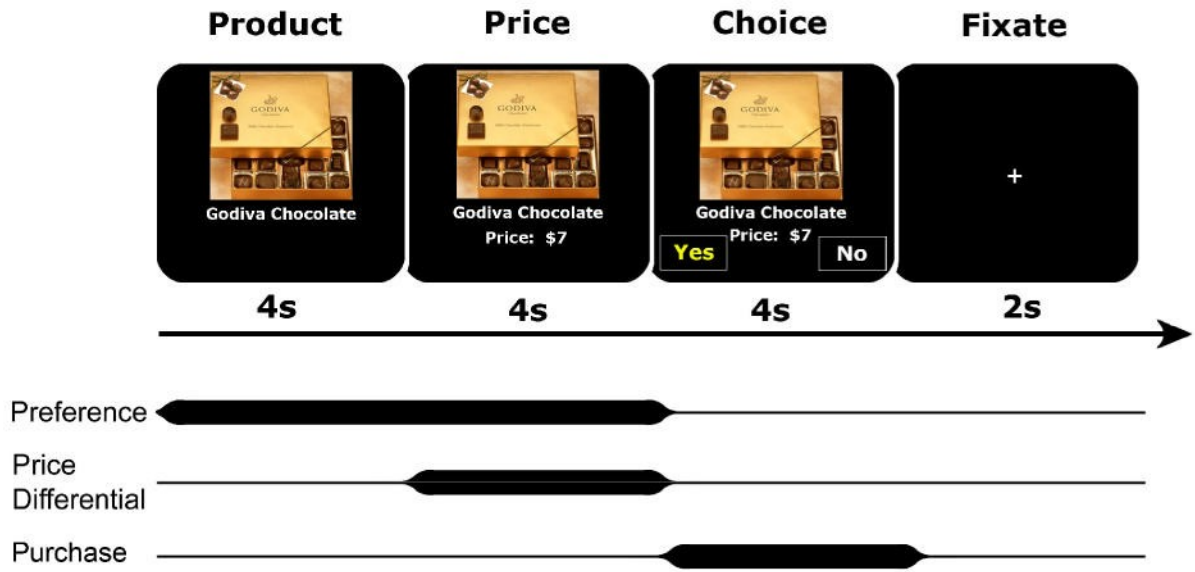 Product Price Choice Fixate
GODIVA GODIVA GODIVA
Godiva Chocolate Godiva Chocolate Godiva Chocolate
Price: $7 Price: $7
Yes No
+
4s 4s 4s 2s
Preference
Price
Differential
Purchase